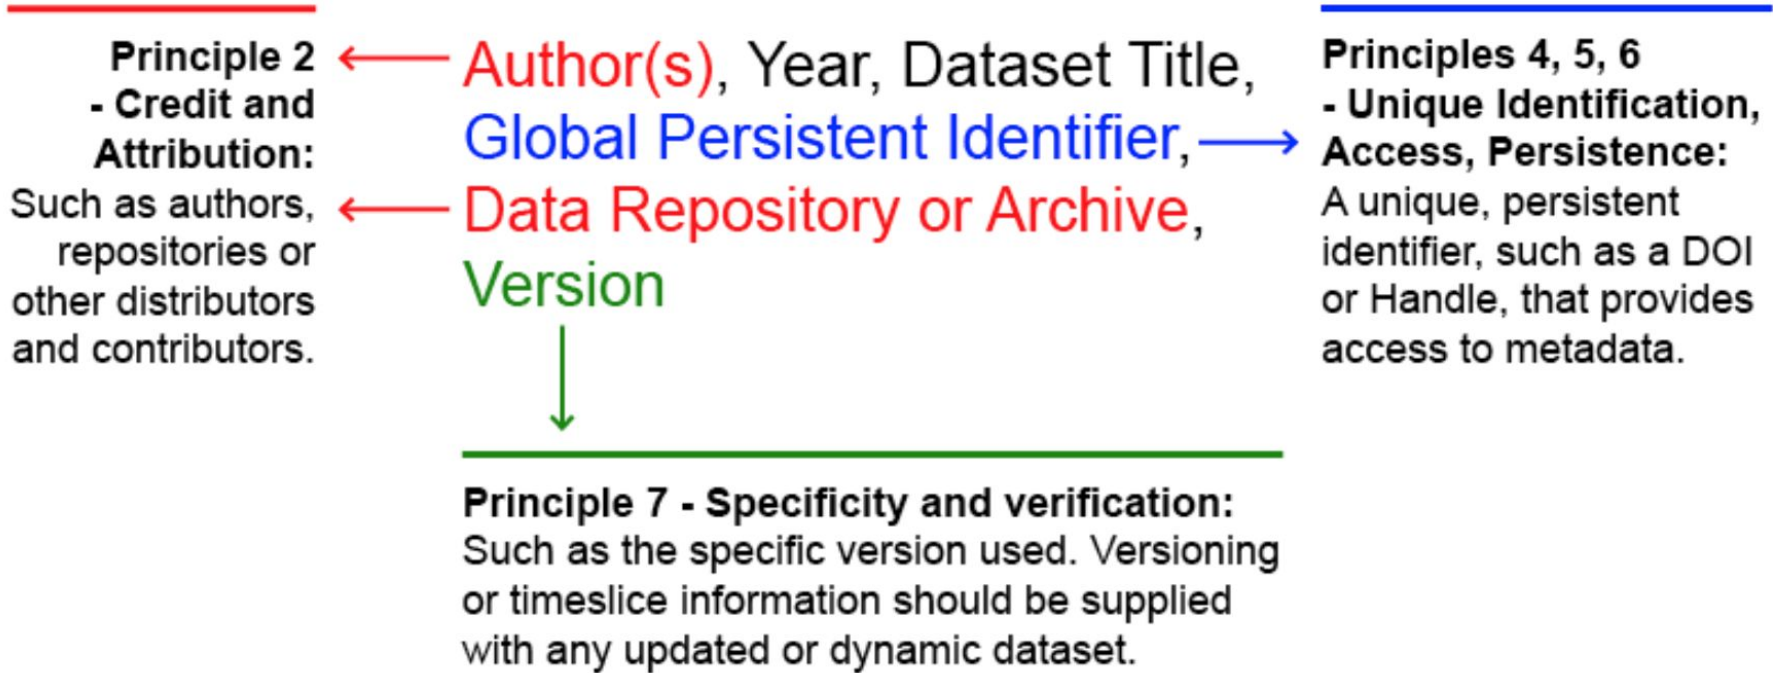 Principle 2
- Credit and
Attribution:
Such as authors,
repositories or
other distributors
and contributors.
Author(s), Year, Dataset Title,
Global Persistent Identifier,
Data Repository or Archive,
Version
Principles 4, 5, 6
- Unique Identification,
Access, Persistence:
A unique, persistent
identifier, such as a DOI
or Handle, that provides
access to metadata.
Principle 7 - Specificity and verification:
Such as the specific version used. Versioning
or timeslice information should be supplied
with any updated or dynamic dataset.